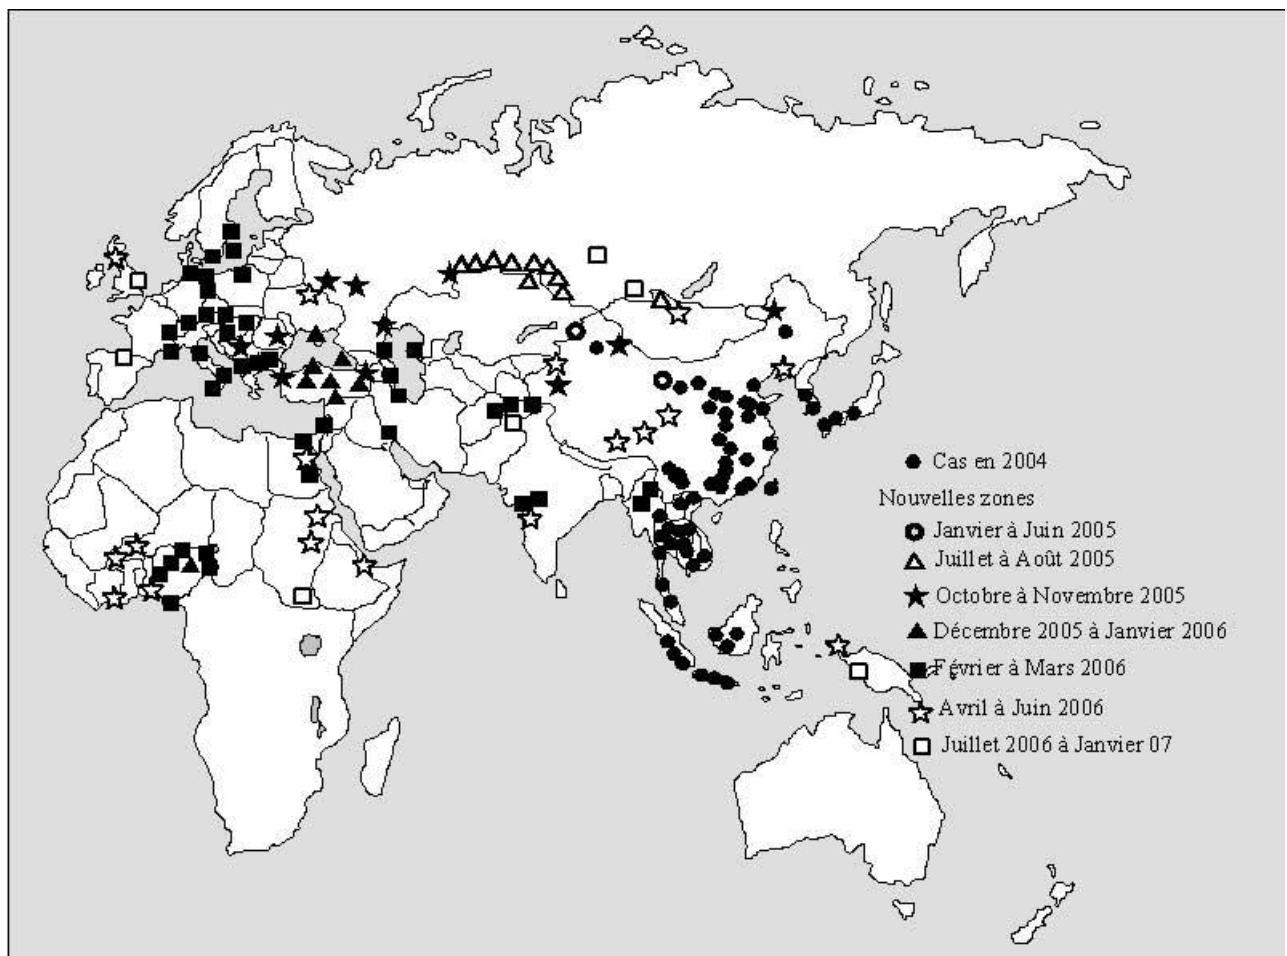 Cas en 2004
Nouvelles zones
Janvier à Juin 2005
Juillet à Août 2005
Octobre à Novembre 2005
Décembre 2005 à Janvier 2006
Février à Mars 2006
Avril à Juin 2006
Juillet 2006 à Janvier 07